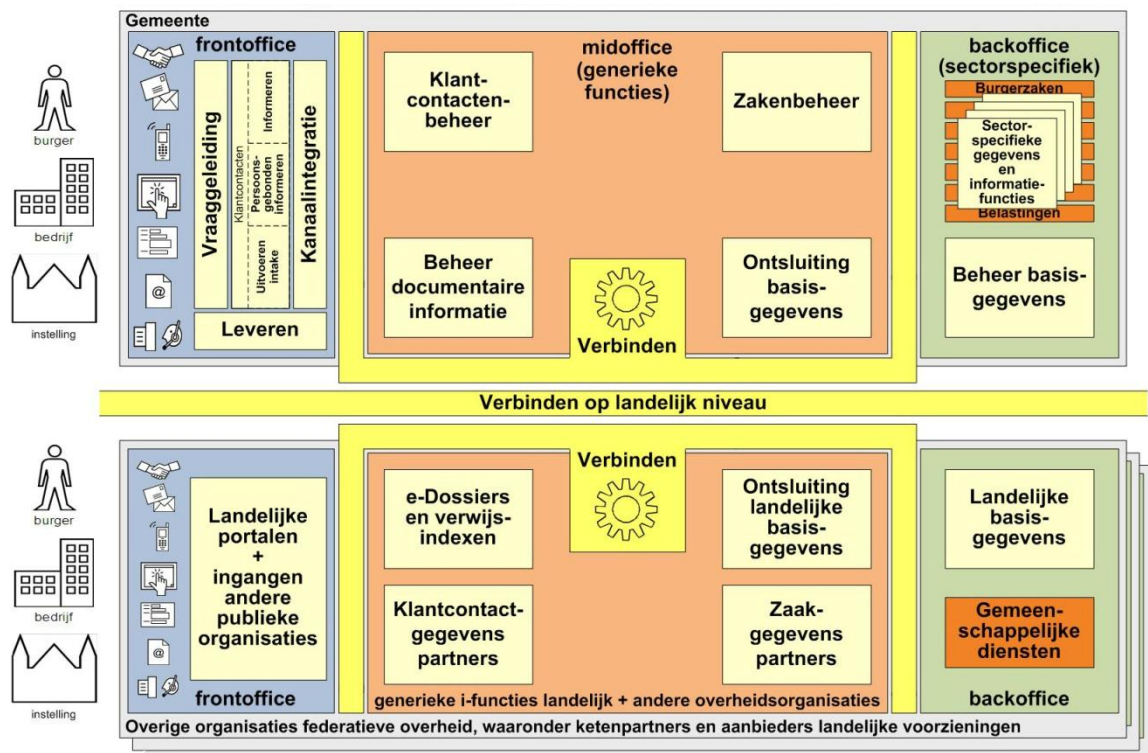 Gemeente
frontoffice
midoffice
(generieke
functies)
backoffice
(sectorspecifiek)
burger
bedrijf
instelling
Vraaggeleiding
Klantcontacten
Informeren
Persoons-
gebonden
informeren
Uitvoeren
intake
Kanaalintegratie
Leveren
@
Klant-
contacten-
beheer
Zakenbeheer
Beheer
documentaire
informatie
Verbinden
Ontsluiting
basis-
gegevens
Burgerzaken
Sector-
specifieke
gegevens
en
informatie-
functies
Belastingen
Beheer basis-
gegevens
Verbinden op landelijk niveau
burger
bedrijf
instelling
@
Landelijke
portalen
+
ingangen
andere
publieke
organisaties
frontoffice
e-Dossiers
en verwijs-
indexen
Verbinden
Ontsluiting
landelijke
basis-
gegevens
Klantcontact-
gegevens
partners
Zaak-
gegevens
partners
generieke i-functies landelijk + andere overheidsorganisaties
Landelijke
basis-
gegevens
Gemeen-
schappelijke
diensten
backoffice
Overige organisaties federatieve overheid, waaronder ketenpartners en aanbieders landelijke voorzieningen